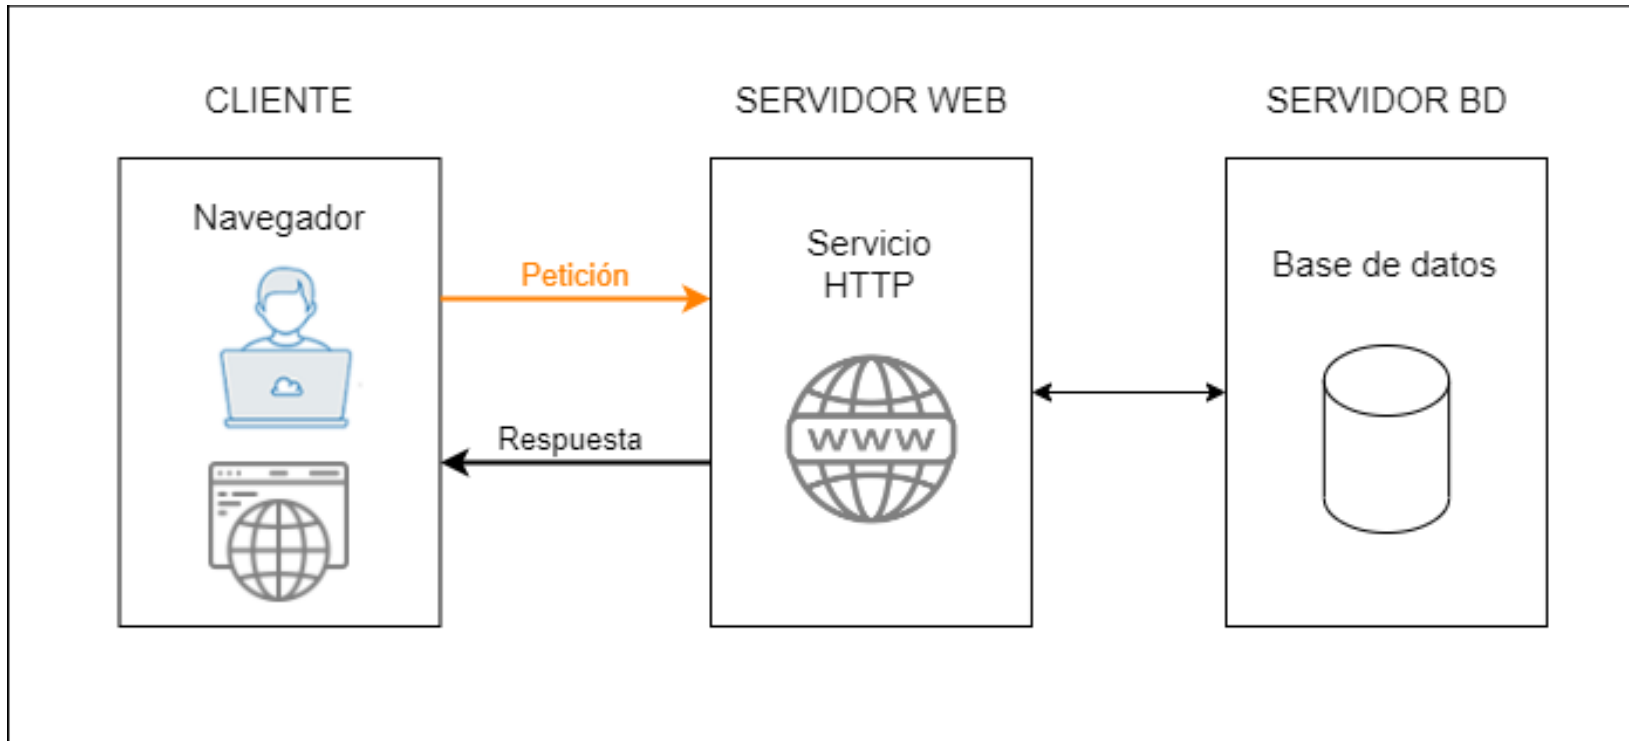 CLIENTE
SERVIDOR WEB
SERVIDOR BD
Navegador
Petición
Respuesta
Servicio
HTTP
WWW
Base de datos